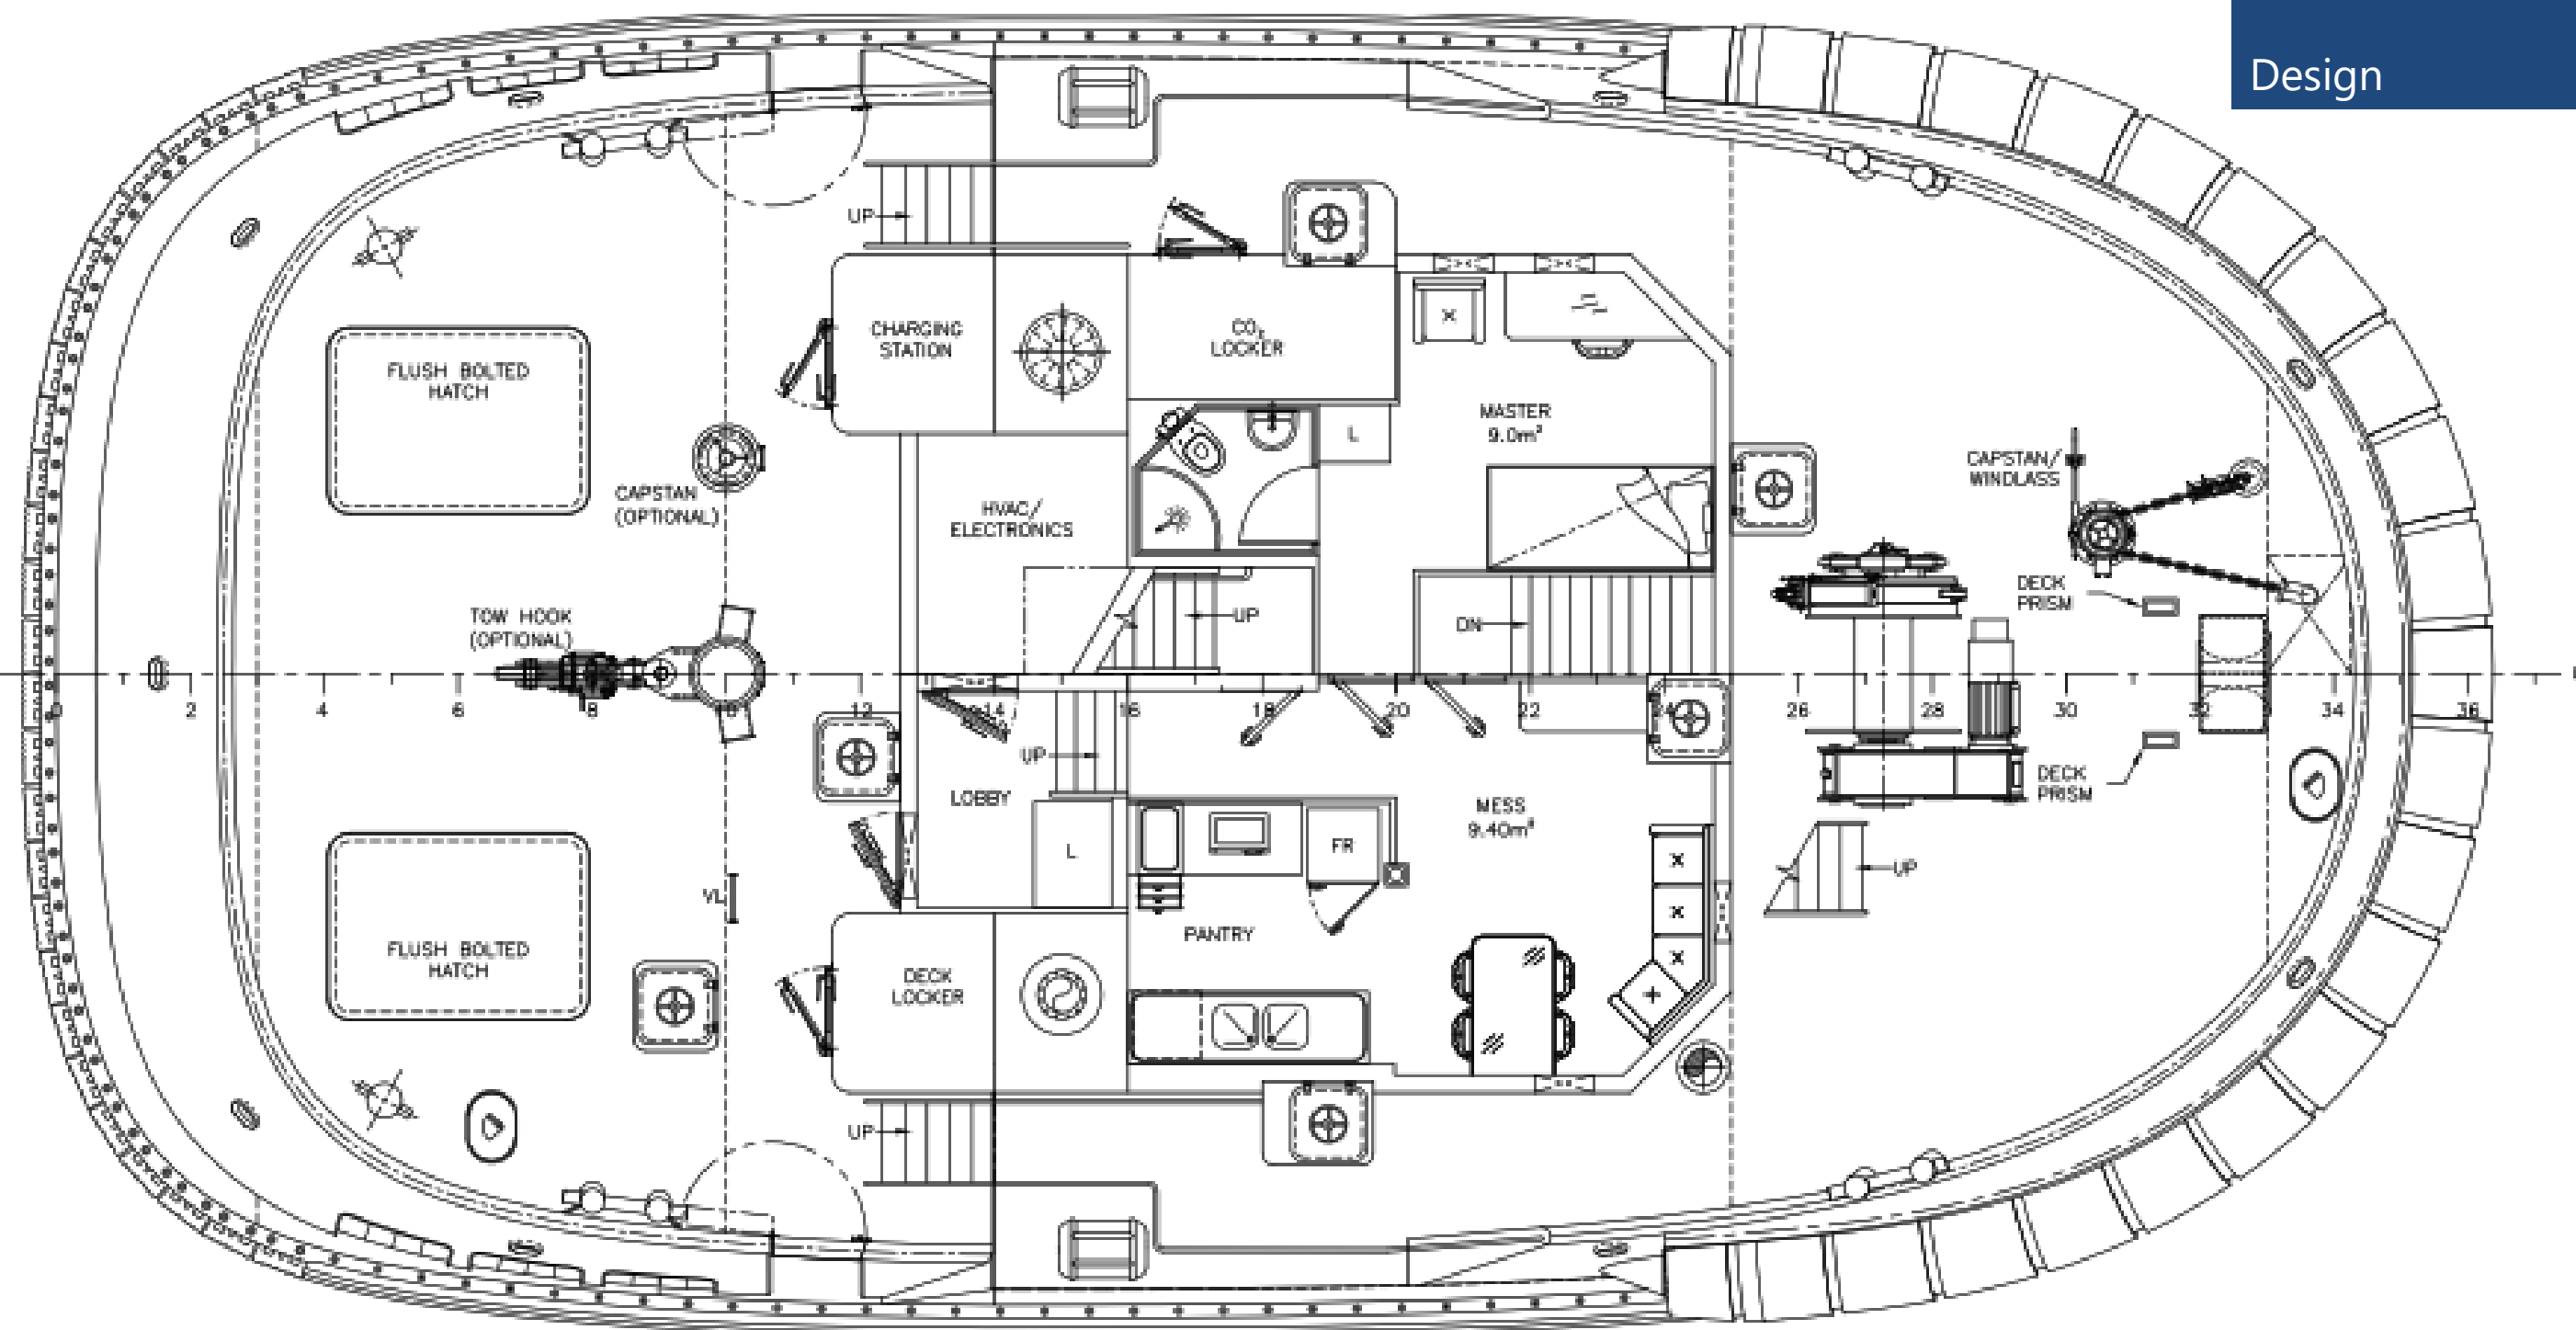 Design
UP
CHARGING
STATION
CO₂
LOCKER
X
FLUSH BOLTED
HATCH
MASTER
9.0m²
L
CAPSTAN
(OPTIONAL)
HVAC/
ELECTRONICS
CAPSTAN/
WINDLASS
DECK
PRISM
TOW HOOK
(OPTIONAL)
UP
DN
0 2 4 6 8 10 12 14 16 18 20 22 24 26 28 30 32 34 36
UP
LOBBY
MESS
9.40m²
DECK
PRISM
L
FR
X
UP
VL
X
PANTRY
FLUSH BOLTED
HATCH
X
DECK
LOCKER
+
UP